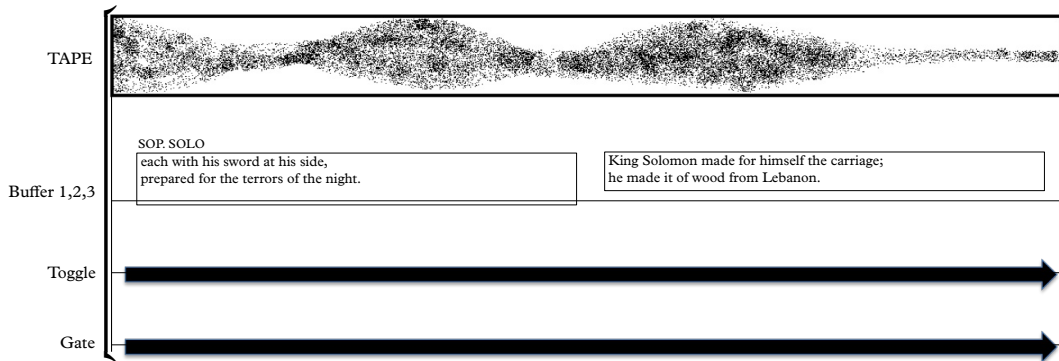 TAPE
SOP. SOLO
each with his sword at his side,
prepared for the terrors of the night.
King Solomon made for himself the carriage;
he made it of wood from Lebanon.
Buffer 1,2,3
Toggle
Gate